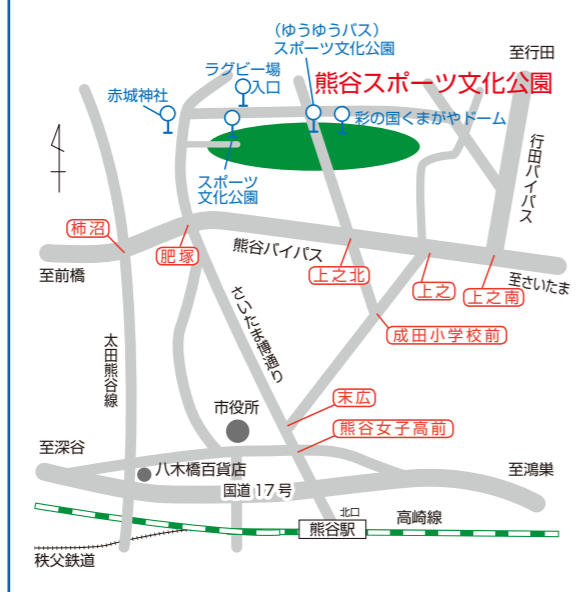 (ゆうゆうバス)
スポーツ文化公園
至行田
ラグビー場
入口
熊谷スポーツ文化公園
赤城神社
彩の国くまがやドーム
行田バイパス
スポーツ
文化公園
柿沼
肥塚
熊谷バイパス
上之北
上之
上之南
至前橋
至さいたま
さいたま博通り
成田小学校前
太田熊谷線
末広
市役所
熊谷女子高前
至深谷
八木橋百貨店
至鴻巣
国道17号
北口
熊谷駅
高崎線
秩父鉄道